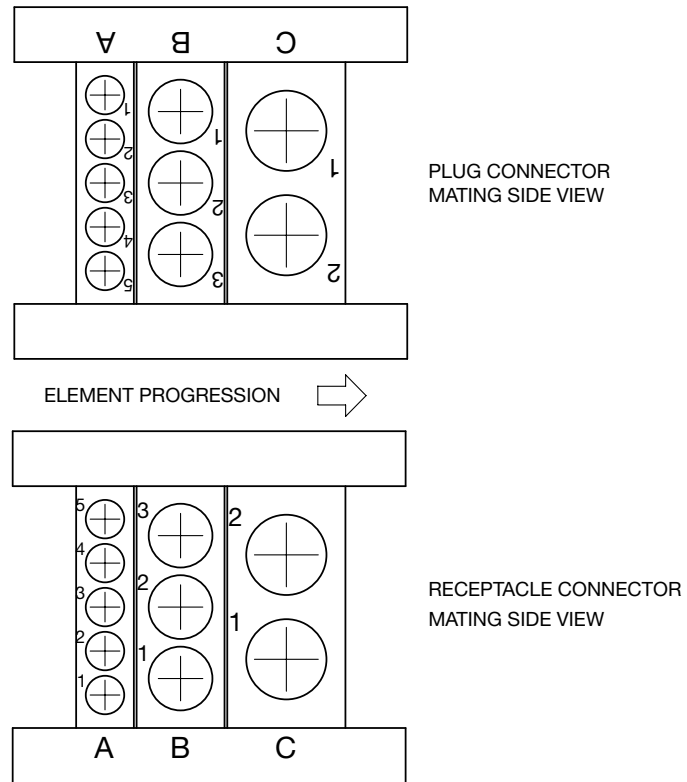 A B C
1
2
3
4
5
1
2
3
1
2
PLUG CONNECTOR
MATING SIDE VIEW
ELEMENT PROGRESSION
5
4
3
2
1
3
2
1
2
1
RECEPTACLE CONNECTOR
MATING SIDE VIEW
A B C